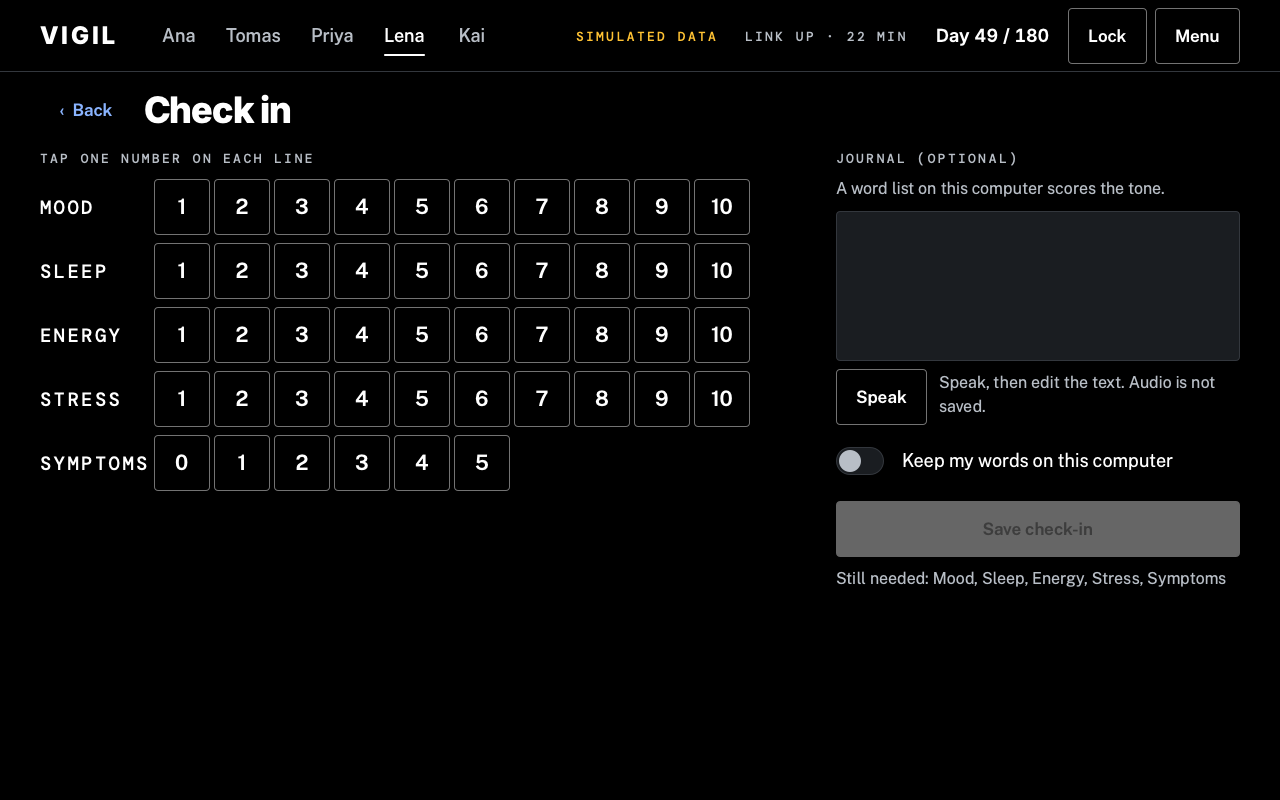 VIGIL Ana Tomas Priya Lena Kai SIMULATED DATA LINK UP · 22 MIN Day 49 / 180 Lock Menu
‹ Back Check in
TAP ONE NUMBER ON EACH LINE
MOOD 1 2 3 4 5 6 7 8 9 10
SLEEP 1 2 3 4 5 6 7 8 9 10
ENERGY 1 2 3 4 5 6 7 8 9 10
STRESS 1 2 3 4 5 6 7 8 9 10
SYMPTOMS 0 1 2 3 4 5
JOURNAL (OPTIONAL)
A word list on this computer scores the tone.
Speak
Speak, then edit the text. Audio is not
saved.
Keep my words on this computer
Save check-in
Still needed: Mood, Sleep, Energy, Stress, Symptoms